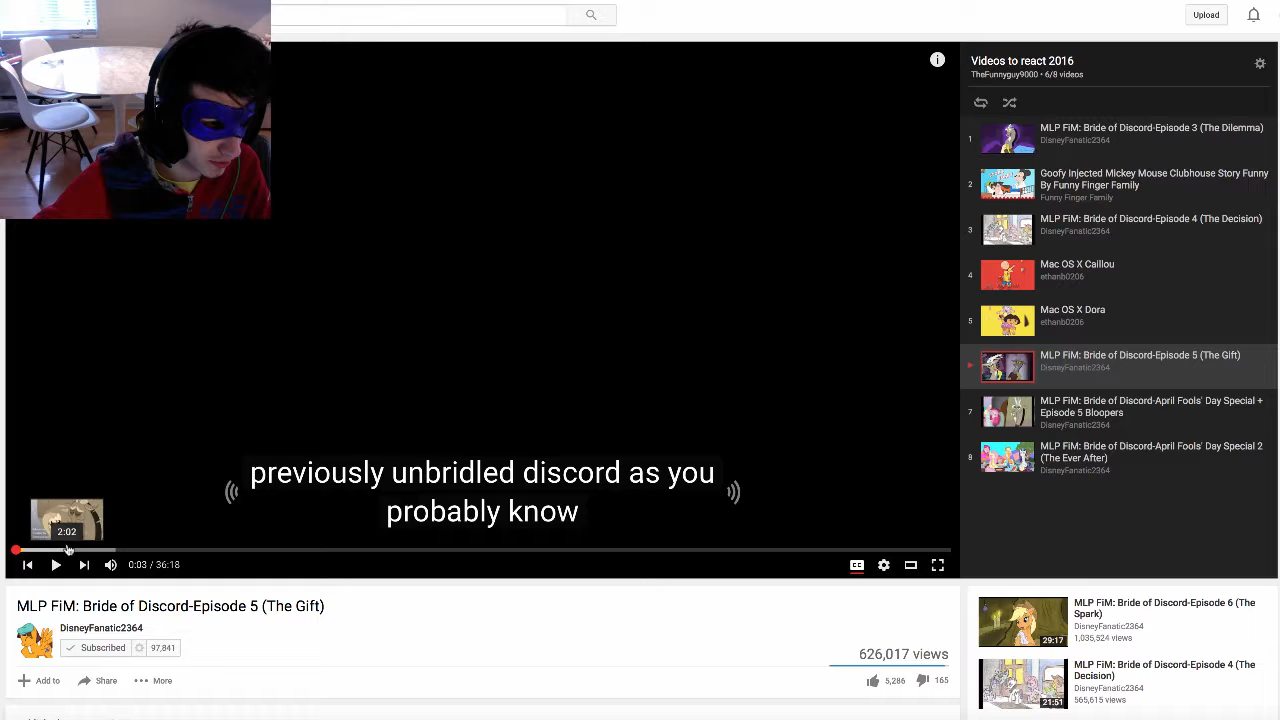 Upload
Videos to react 2016
TheFunnyguy9000 • 6/8 videos
1
MLP FiM: Bride of Discord-Episode 3 (The Dilemma)
DisneyFanatic2364
2
Goofy Injected Mickey Mouse Clubhouse Story Funny
By Funny Finger Family
Funny Finger Family
3
MLP FiM: Bride of Discord-Episode 4 (The Decision)
DisneyFanatic2364
4
Mac OS X Caillou
ethanb0206
5
Mac OS X Dora
ethanb0206
MLP FiM: Bride of Discord-Episode 5 (The Gift)
DisneyFanatic2364
7
MLP FiM: Bride of Discord-April Fools' Day Special +
Episode 5 Bloopers
DisneyFanatic2364
8
MLP FiM: Bride of Discord-April Fools' Day Special 2
(The Ever After)
DisneyFanatic2364
previously unbridled discord as you
probably know
2:02
0:03 / 36:18
CC
MLP FiM: Bride of Discord-Episode 5 (The Gift)
DisneyFanatic2364
Subscribed 97,841
626,017 views
Add to Share More
5,286 165
MLP FiM: Bride of Discord-Episode 6 (The
Spark)
DisneyFanatic2364
1,035,524 views
29:17
MLP FiM: Bride of Discord-Episode 4 (The
Decision)
DisneyFanatic2364
565,615 views
21:51